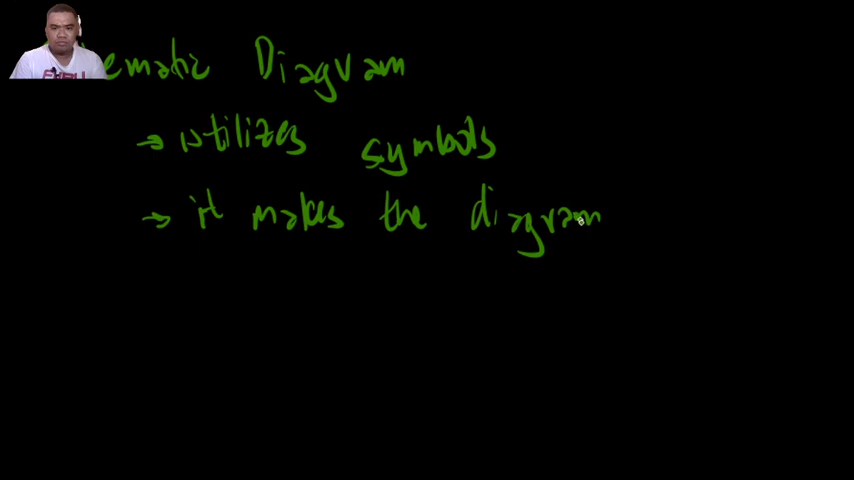 ematic Diagram
→ utilizes symbols
→ it makes the diagram